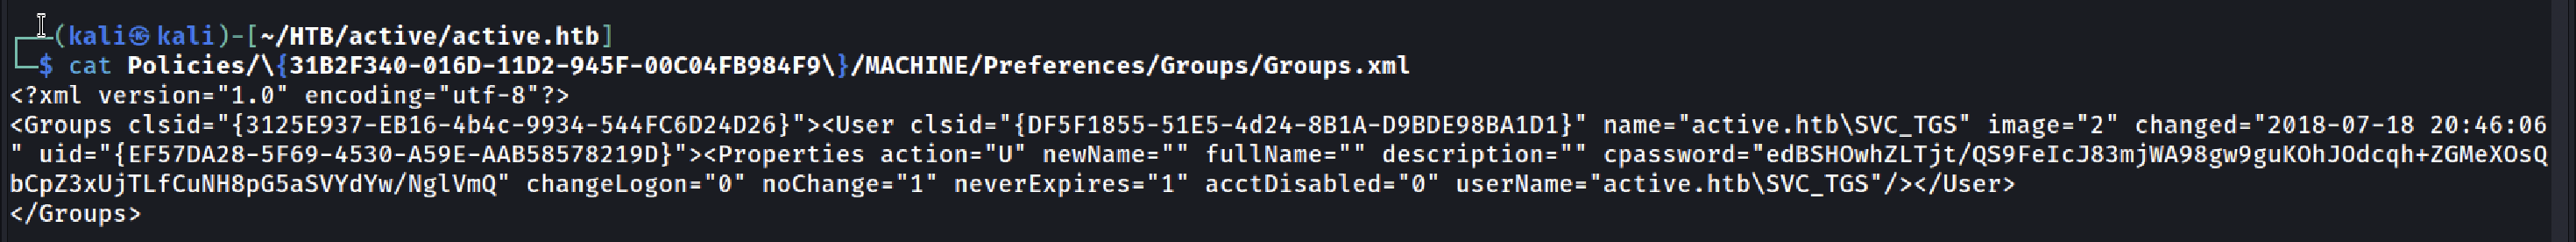 (kali㉿kali)-[~/HTB/active/active.htb]
$ cat Policies/\{31B2F340-016D-11D2-945F-00C04FB984F9\}/MACHINE/Preferences/Groups/Groups.xml
<?xml version="1.0" encoding="utf-8"?>
<Groups clsid="{3125E937-EB16-4b4c-9934-544FC6D24D26}"><User clsid="{DF5F1855-51E5-4d24-8B1A-D9BDE98BA1D1}" name="active.htb\SVC_TGS" image="2" changed="2018-07-18 20:46:06
" uid="{EF57DA28-5F69-4530-A59E-AAB58578219D}"><Properties action="U" newName="" fullName="" description="" cpassword="edBSHOwhZLTjt/QS9FeIcJ83mjWA98gw9guKOhJOdcqh+ZGMeXOsQ
bCpZ3xUjTLfCuNH8pG5aSVYdYw/NglVmQ" changeLogon="0" noChange="1" neverExpires="1" acctDisabled="0" userName="active.htb\SVC_TGS"/></User>
</Groups>